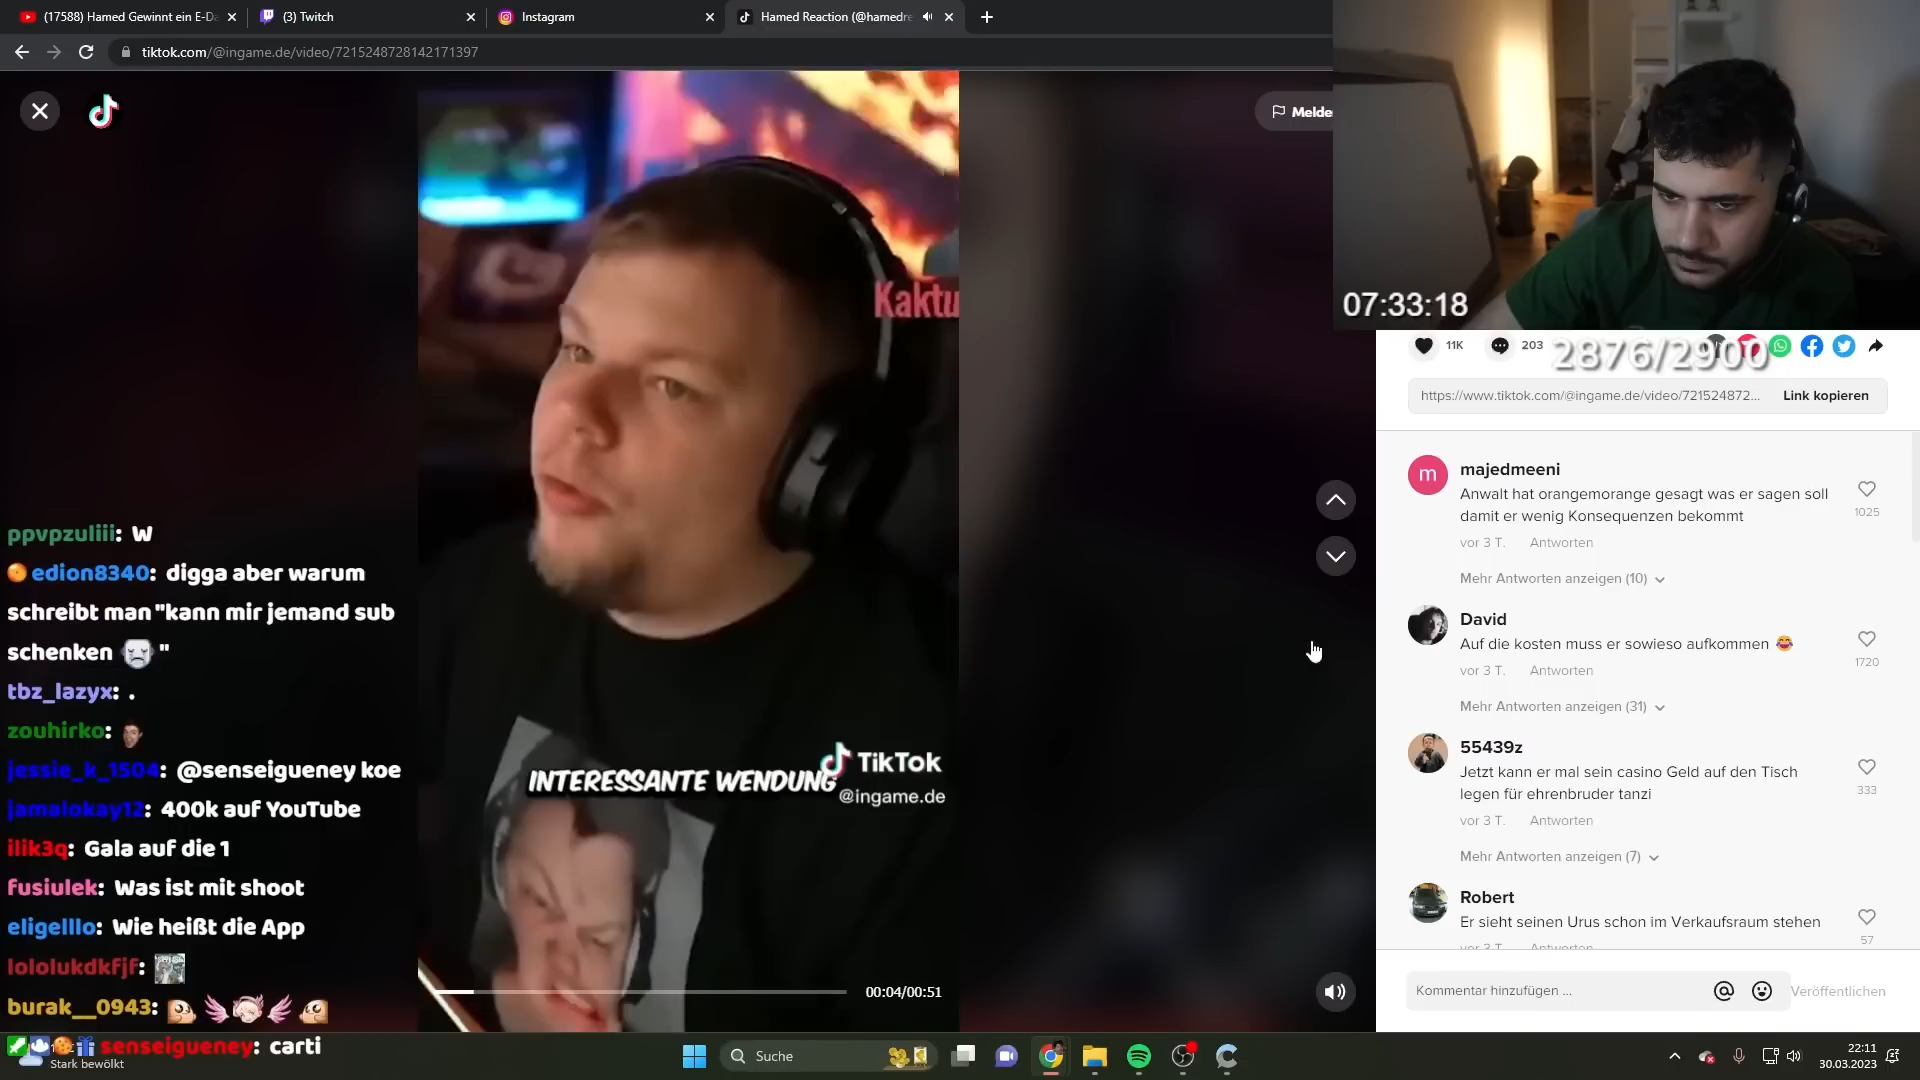 (17588) Hamed Gewinnt ein E-Da
(3) Twitch
Instagram
Hamed Reaction (@hamedre
tiktok.com/@ingame.de/video/7215248728142171397
Melde
Kaktu
07:33:18
11K
203
2876/2900
https://www.tiktok.com/@ingame.de/video/721524872...
Link kopieren
majedmeeni
Anwalt hat orangemorange gesagt was er sagen soll
damit er wenig Konsequenzen bekommt
1025
vor 3 T.
Antworten
Mehr Antworten anzeigen (10)
David
Auf die kosten muss er sowieso aufkommen 😂
1720
vor 3 T.
Antworten
Mehr Antworten anzeigen (31)
55439z
Jetzt kann er mal sein casino Geld auf den Tisch
legen für ehrenbruder tanzi
333
vor 3 T.
Antworten
Mehr Antworten anzeigen (7)
Robert
Er sieht seinen Urus schon im Verkaufsraum stehen
57
vor 3 T.
Antworten
Kommentar hinzufügen ...
Veröffentlichen
ppvpzuliii: W
edion8340: digga aber warum
schreibt man "kann mir jemand sub
schenken "
tbz_lazyx: .
zouhirko:
jessie_k_1504: @senseigueney koe
jamalokay12: 400k auf YouTube
ilik3q: Gala auf die 1
fusiulek: Was ist mit shoot
eligelllo: Wie heißt die App
lololukdkfjf:
burak__0943:
senseigueney: carti
INTERESSANTE WENDUNG
TikTok
@ingame.de
00:04/00:51
Stark bewölkt
Suche
22:11
30.03.2023